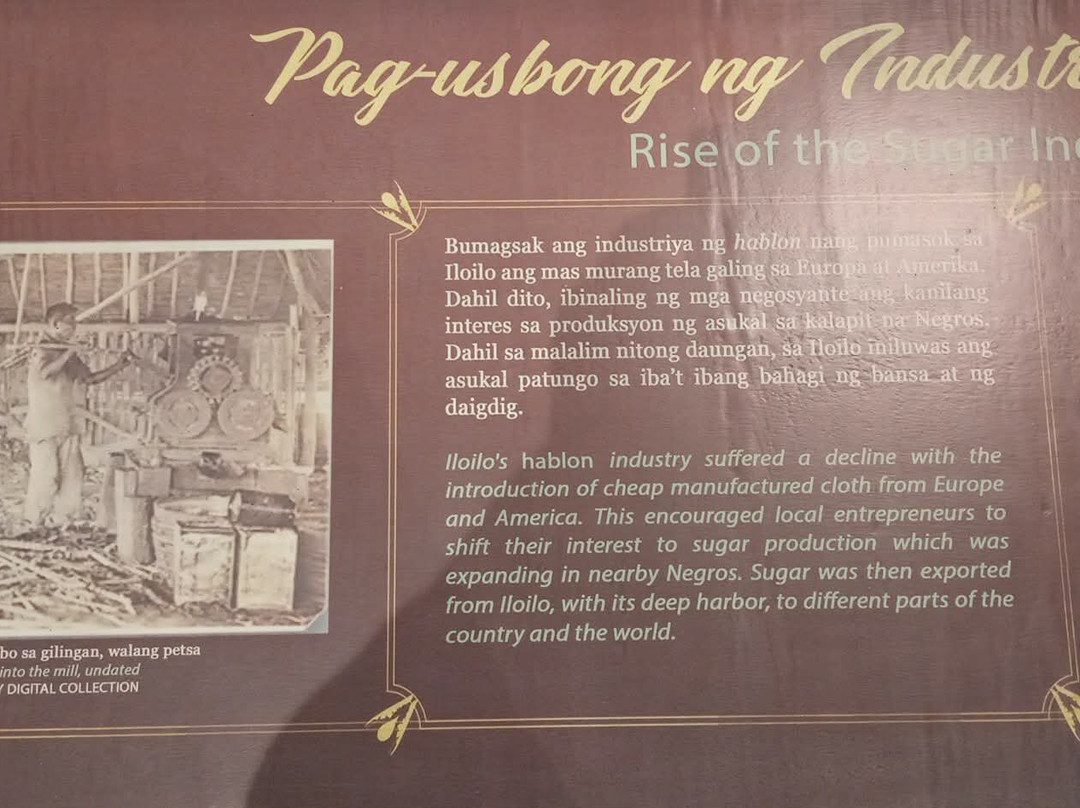 Pag-usbong ng Industr
Rise of the Sugar In
Bumagsak ang industriya ng hablon nang pumasok sa
Iloilo ang mas murang tela galing sa Europa at Amerika.
Dahil dito, ibinaling ng mga negosyante ang kanilang
interes sa produksyon ng asukal sa kalapit na Negros.
Dahil sa malalim nitong daungan, sa Iloilo iniluwas ang
asukal patungo sa iba't ibang bahagi ng bansa at ng
daigdig.
Iloilo's hablon industry suffered a decline with the
introduction of cheap manufactured cloth from Europe
and America. This encouraged local entrepreneurs to
shift their interest to sugar production which was
expanding in nearby Negros. Sugar was then exported
from Iloilo, with its deep harbor, to different parts of the
country and the world.
bo sa gilingan, walang petsa
into the mill, undated
Y DIGITAL COLLECTION